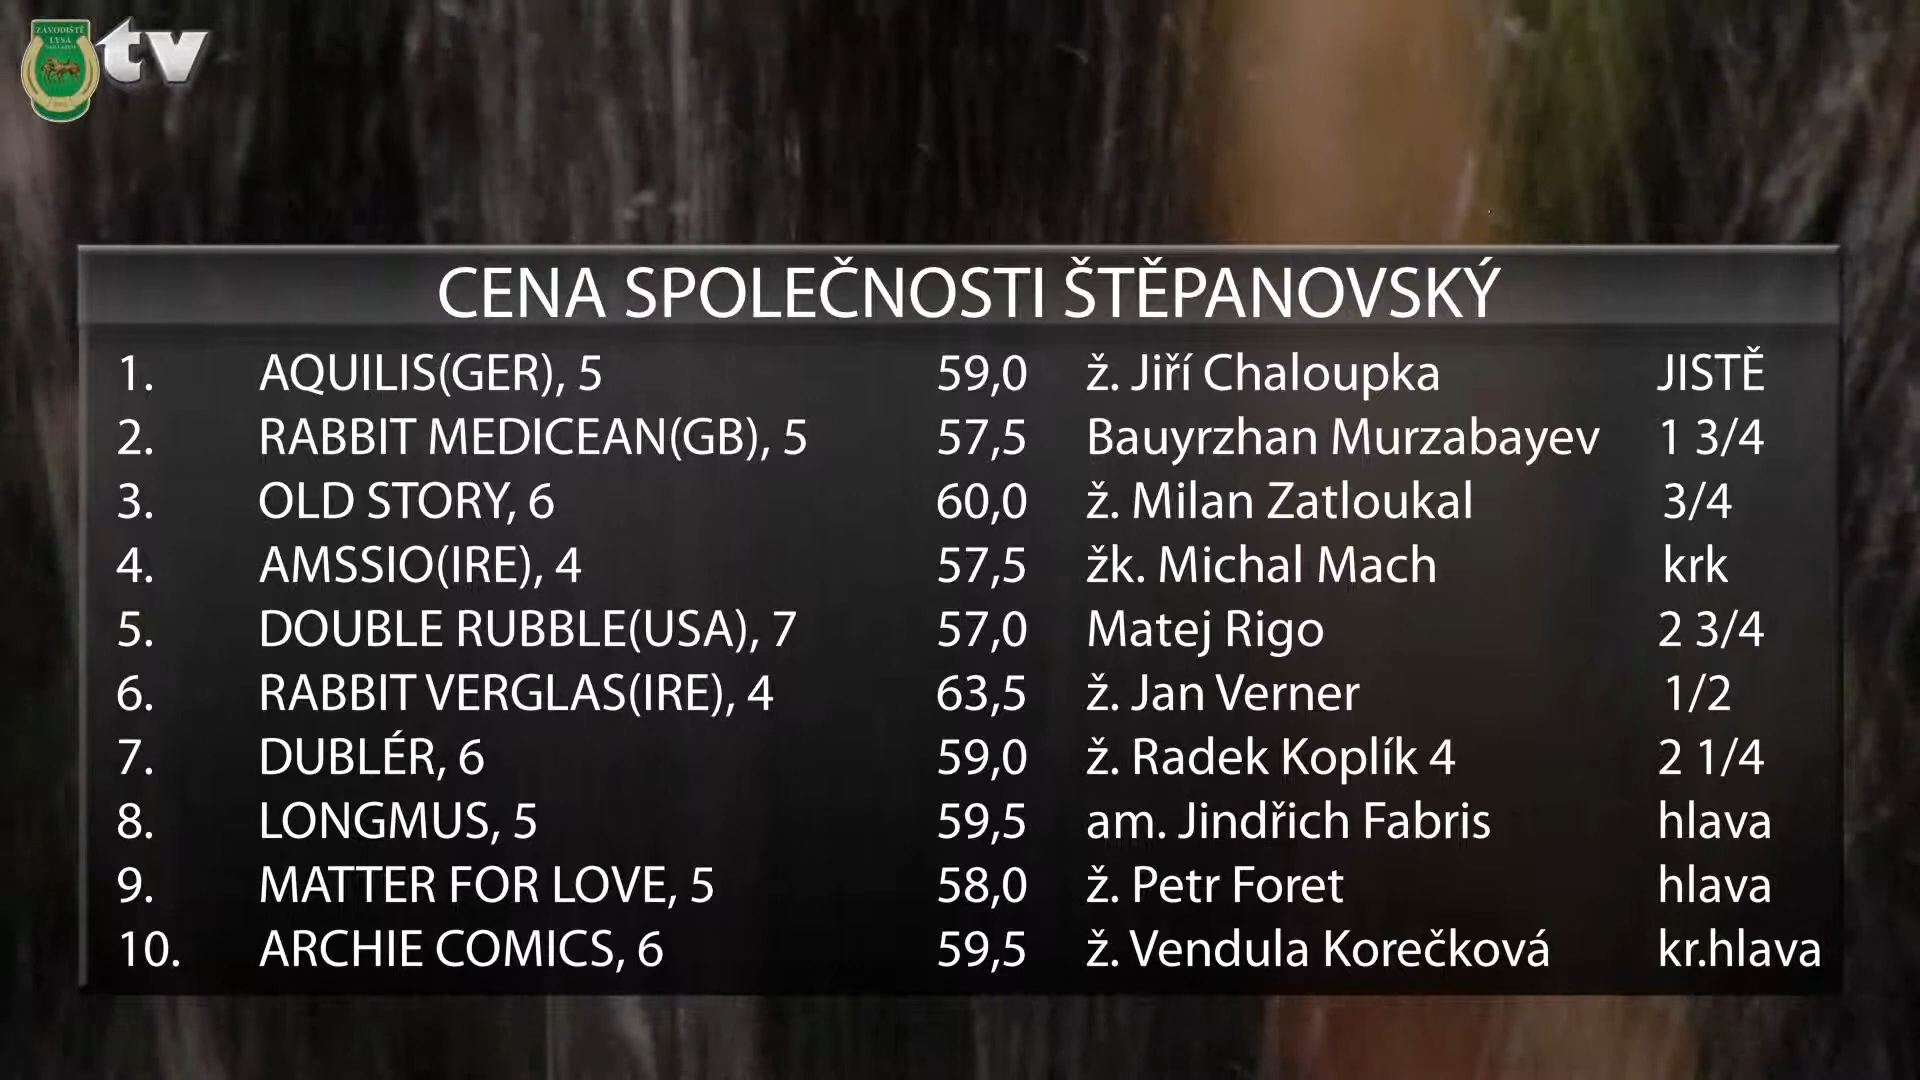 ZÁVODIŠTĚ
LYSÁ
tv
CENA SPOLEČNOSTI ŠTĚPANOVSKÝ
1. AQUILIS(GER), 5 59,0 ž. Jiří Chaloupka JISTĚ
2. RABBIT MEDICEAN(GB), 5 57,5 Bauyrzhan Murzabayev 1 3/4
3. OLD STORY, 6 60,0 ž. Milan Zatloukal 3/4
4. AMSSIO(IRE), 4 57,5 žk. Michal Mach krk
5. DOUBLE RUBBLE(USA), 7 57,0 Matej Rigo 2 3/4
6. RABBIT VERGLAS(IRE), 4 63,5 ž. Jan Verner 1/2
7. DUBLÉR, 6 59,0 ž. Radek Koplík 4 2 1/4
8. LONGMUS, 5 59,5 am. Jindřich Fabris hlava
9. MATTER FOR LOVE, 5 58,0 ž. Petr Foret hlava
10. ARCHIE COMICS, 6 59,5 ž. Vendula Korečková kr.hlava